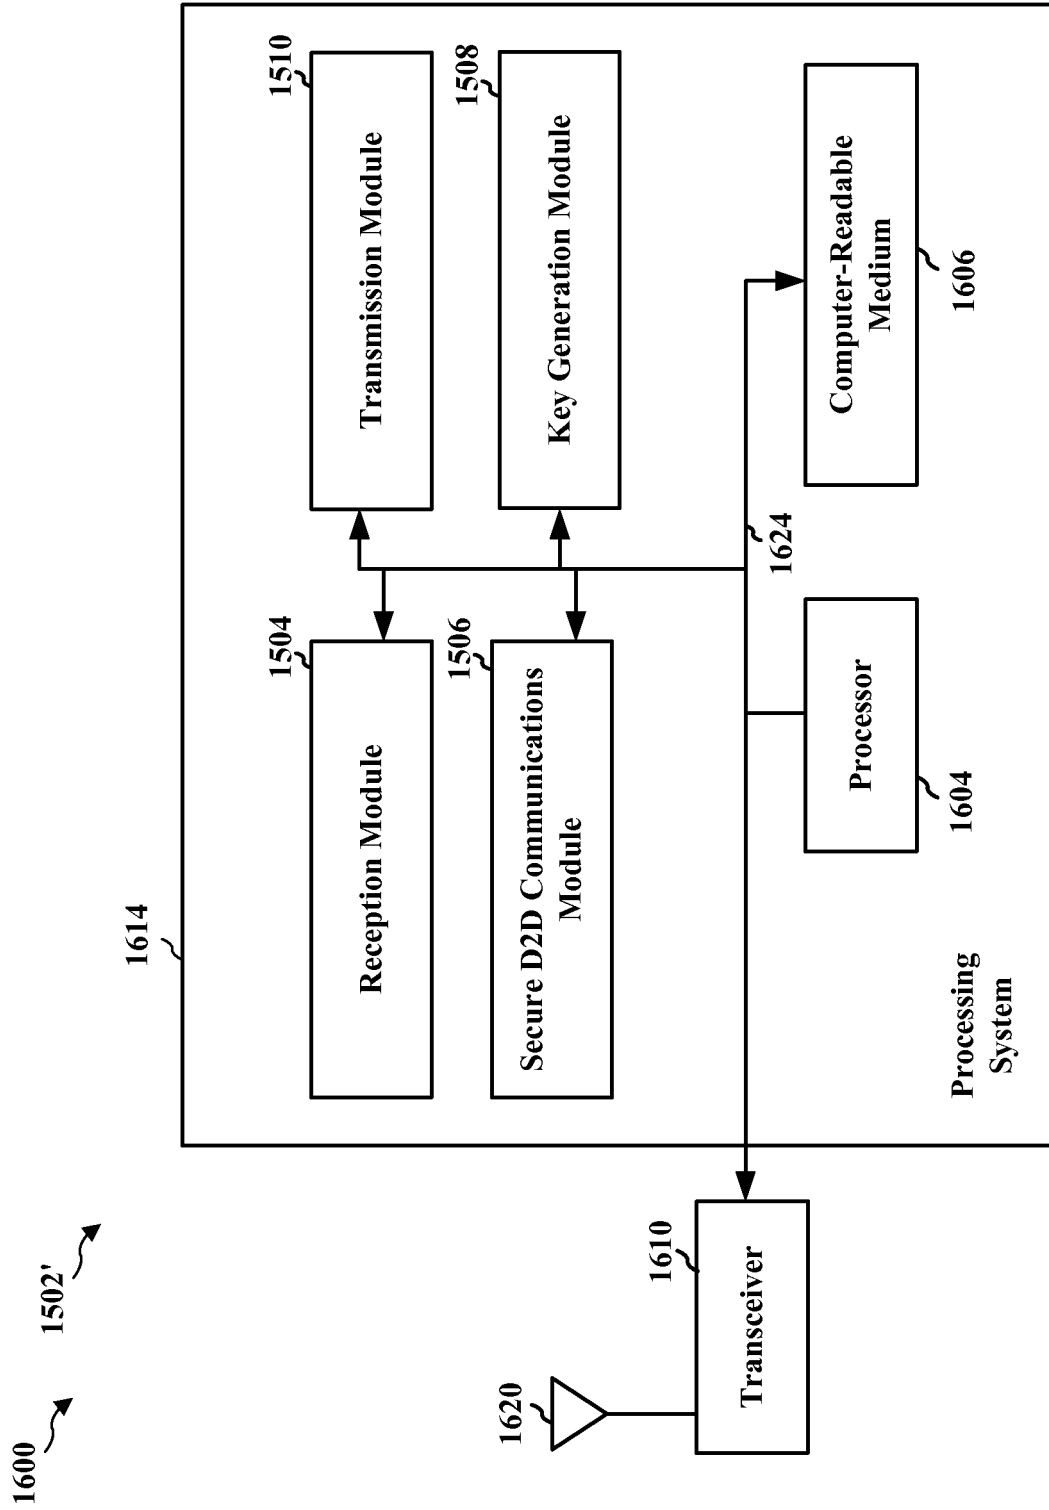 1600
1502'
1614
1504
Reception Module
1510
Transmission Module
1506
Secure D2D Communications
Module
1508
Key Generation Module
1620
1610
Transceiver
1624
Processor
1604
Computer-Readable
Medium
1606
Processing
System